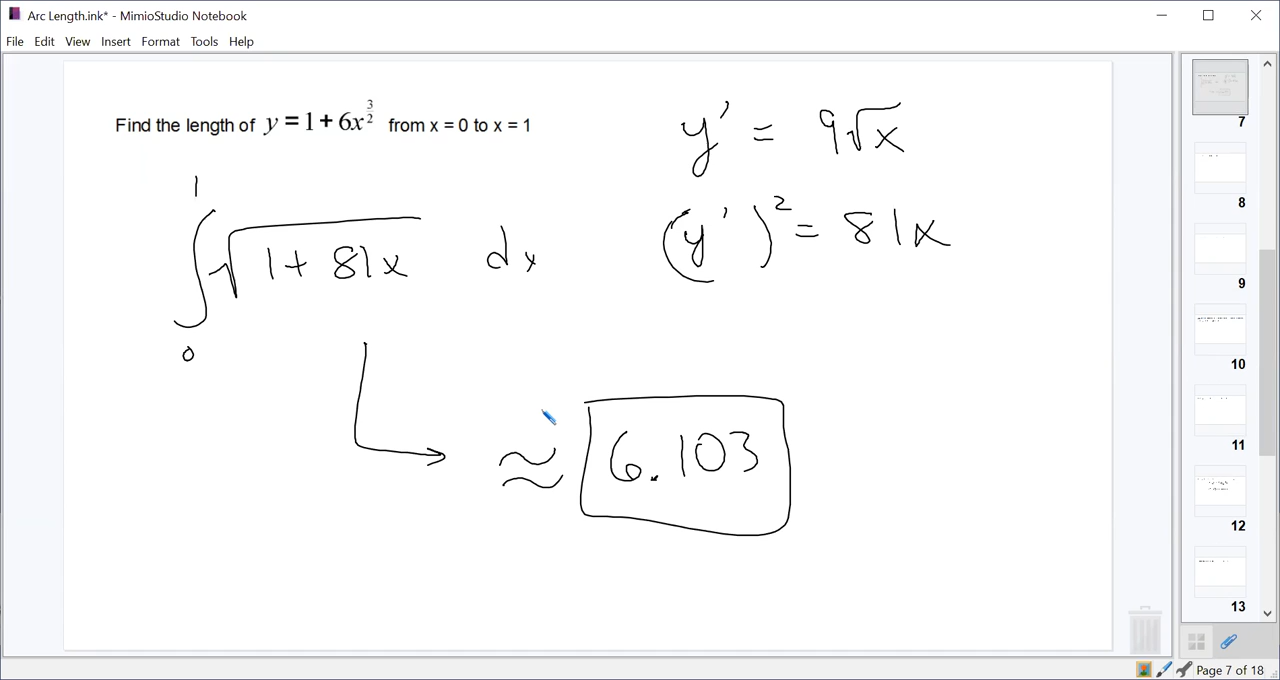 Arc Length.ink* - MimioStudio Notebook
File Edit View Insert Format Tools Help
Find the length of y = 1 + 6x^(3/2) from x = 0 to x = 1
y' = 9√x
(y')² = 81x
∫₀¹ √(1 + 81x) dx
≈ 6.103
7
8
9
10
11
12
13
Page 7 of 18